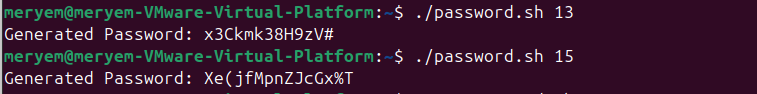 meryem@meryem-VMware-Virtual-Platform:~$ ./password.sh 13
Generated Password: x3Ckmk38H9zV#
meryem@meryem-VMware-Virtual-Platform:~$ ./password.sh 15
Generated Password: Xe(jfMpnZJcGx%T